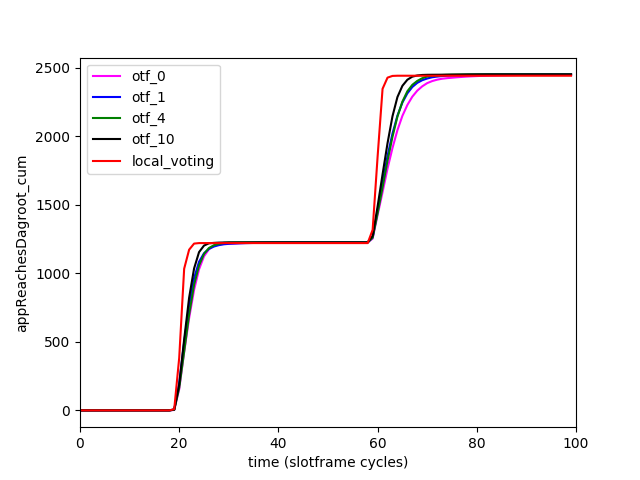 otf_0
otf_1
otf_4
otf_10
local_voting
appReachesDagroot_cum
2500
2000
1500
1000
500
0
0 20 40 60 80 100
time (slotframe cycles)